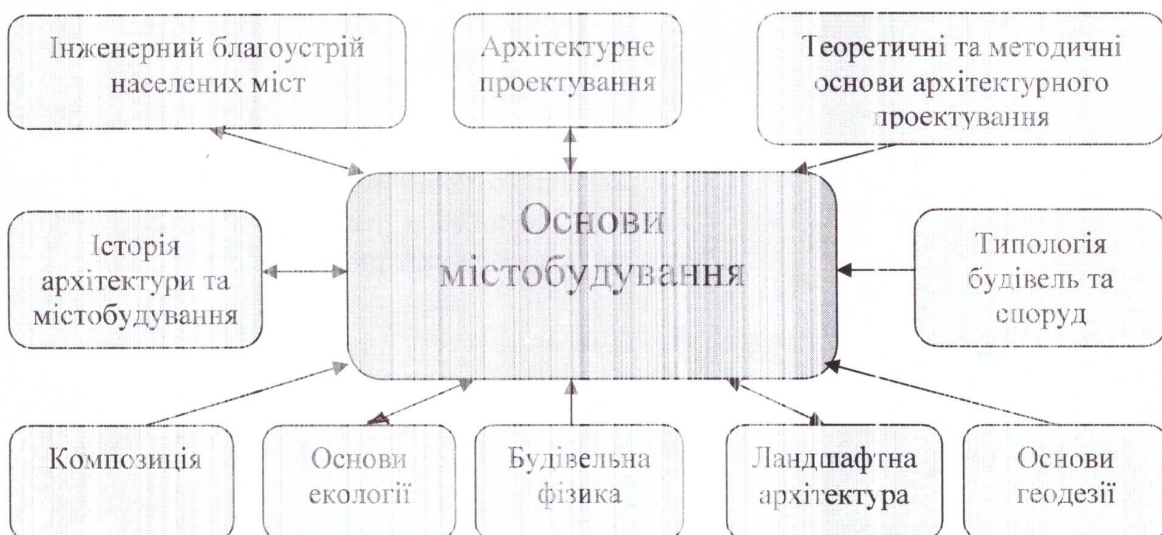 Інженерний благоустрій
населених міст
Архітектурне
проектування
Теоретичні та методичні
основи архітектурного
проектування
Історія
архітектури та
містобудування
Основи
містобудування
Типологія
будівель та
споруд
Композиція
Основи
екології
Будівельна
фізика
Ландшафтна
архітектура
Основи
геодезії